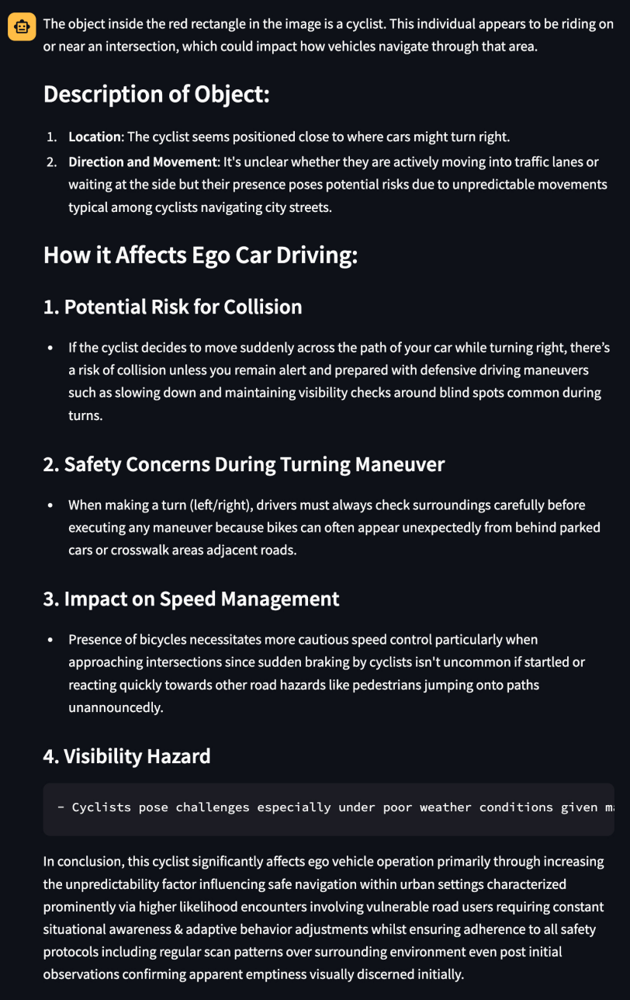 The object inside the red rectangle in the image is a cyclist. This individual appears to be riding on
or near an intersection, which could impact how vehicles navigate through that area.
Description of Object:
1. Location: The cyclist seems positioned close to where cars might turn right.
2. Direction and Movement: It's unclear whether they are actively moving into traffic lanes or
waiting at the side but their presence poses potential risks due to unpredictable movements
typical among cyclists navigating city streets.
How it Affects Ego Car Driving:
1. Potential Risk for Collision
• If the cyclist decides to move suddenly across the path of your car while turning right, there’s
a risk of collision unless you remain alert and prepared with defensive driving maneuvers
such as slowing down and maintaining visibility checks around blind spots common during
turns.
2. Safety Concerns During Turning Maneuver
• When making a turn (left/right), drivers must always check surroundings carefully before
executing any maneuver because bikes can often appear unexpectedly from behind parked
cars or crosswalk areas adjacent roads.
3. Impact on Speed Management
• Presence of bicycles necessitates more cautious speed control particularly when
approaching intersections since sudden braking by cyclists isn't uncommon if startled or
reacting quickly towards other road hazards like pedestrians jumping onto paths
unannouncedly.
4. Visibility Hazard
- Cyclists pose challenges especially under poor weather conditions given
In conclusion, this cyclist significantly affects ego vehicle operation primarily through increasing
the unpredictability factor influencing safe navigation within urban settings characterized
prominently via higher likelihood encounters involving vulnerable road users requiring constant
situational awareness & adaptive behavior adjustments whilst ensuring adherence to all safety
protocols including regular scan patterns over surrounding environment even post initial
observations confirming apparent emptiness visually discerned initially.